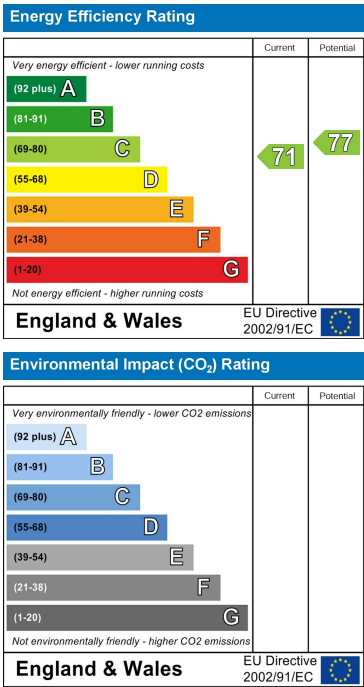 Energy Efficiency Rating
Current Potential
Very energy efficient - lower running costs
(92 plus) A
(81-91) B
(69-80) C
71 77
(55-68) D
(39-54) E
(21-38) F
(1-20) G
Not energy efficient - higher running costs
England & Wales
EU Directive
2002/91/EC
Environmental Impact (CO₂) Rating
Current Potential
Very environmentally friendly - lower CO2 emissions
(92 plus) A
(81-91) B
(69-80) C
(55-68) D
(39-54) E
(21-38) F
(1-20) G
Not environmentally friendly - higher CO2 emissions
England & Wales
EU Directive
2002/91/EC